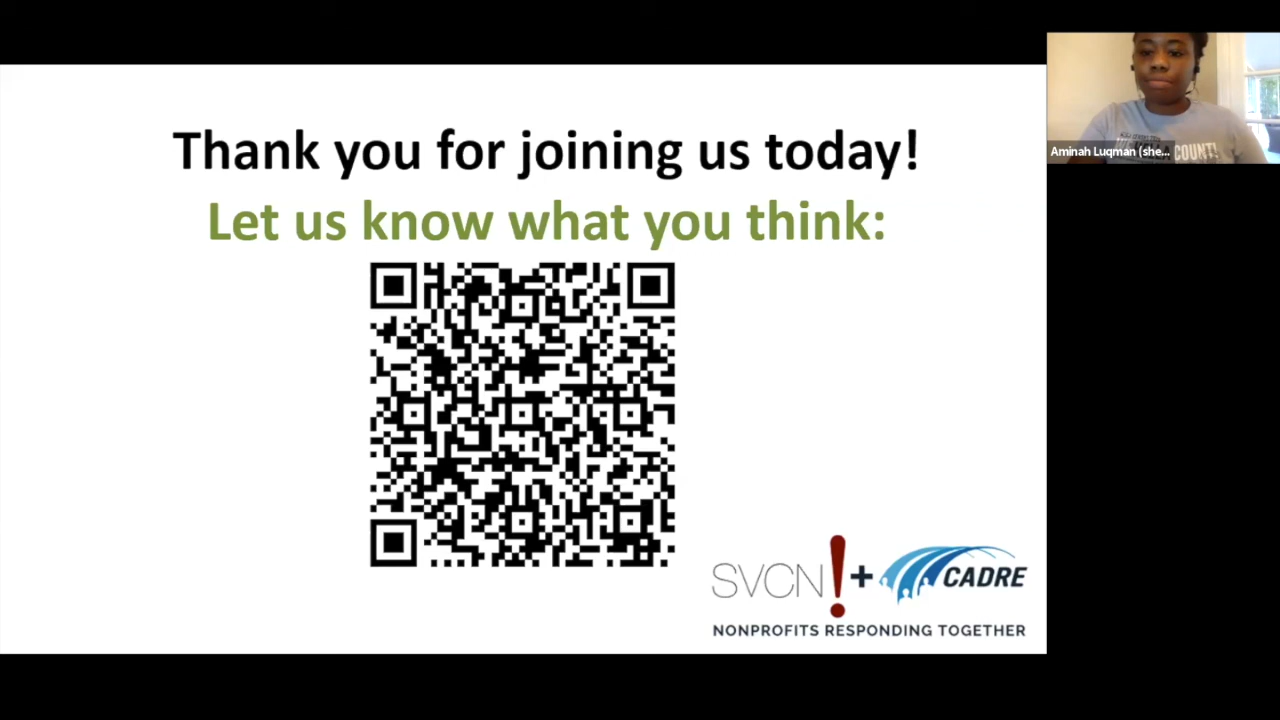 Thank you for joining us today!
Let us know what you think:
Aminah Luqman (she...
COUNT!
SVCN!+CADRE
NONPROFITS RESPONDING TOGETHER